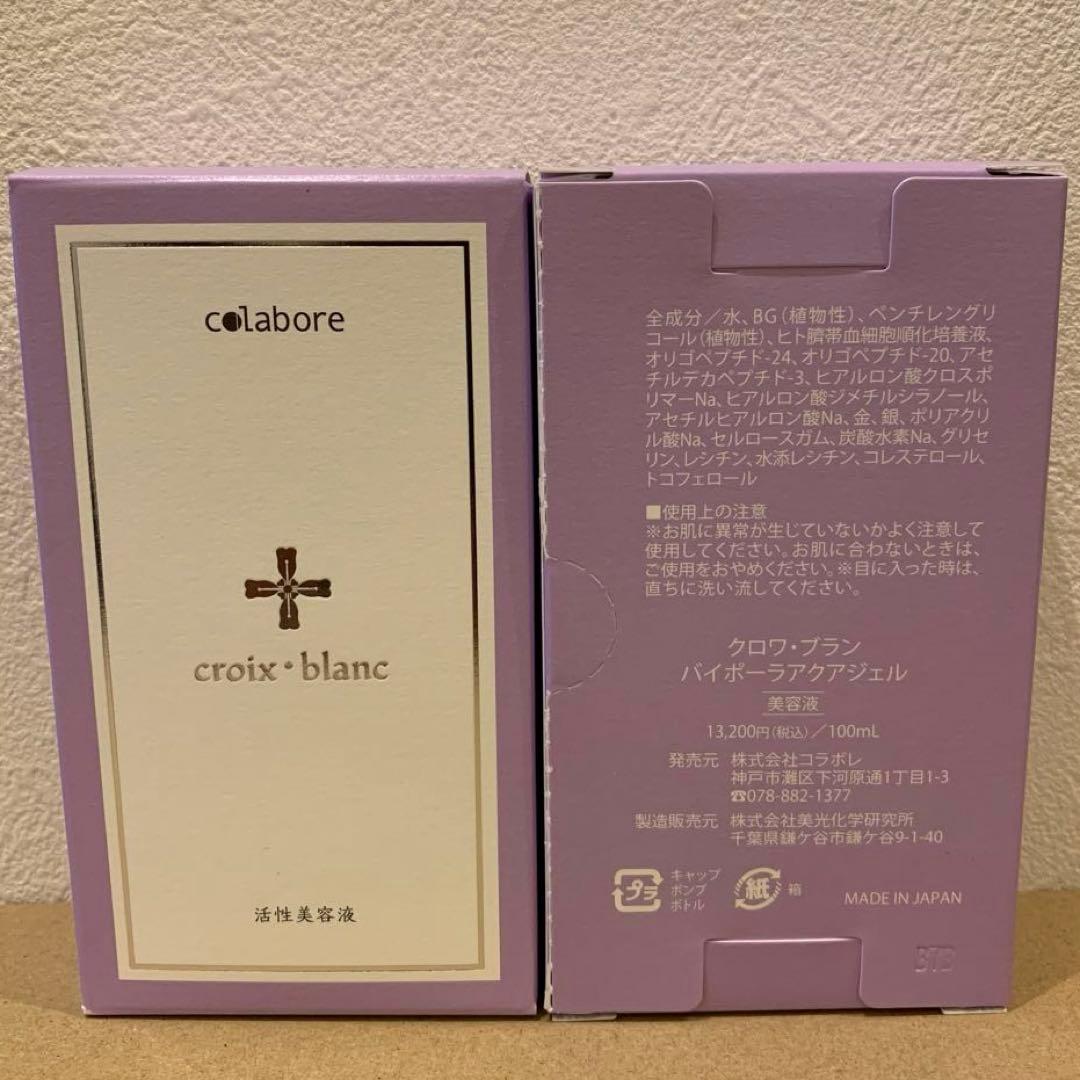 colabore
croix・blanc
活性美容液
全成分／水、BG（植物性）、ペンチレングリ
コール（植物性）、ヒト臍帯血細胞順化培養液、
オリゴペプチド-24、オリゴペプチド-20、アセ
チルデカペプチド-3、ヒアルロン酸クロスポ
リマーNa、ヒアルロン酸ジメチルシラノール、
アセチルヒアルロン酸Na、金、銀、ポリアクリ
ル酸Na、セルロースガム、炭酸水素Na、グリセ
リン、レシチン、水添レシチン、コレステロール、
トコフェロール
■使用上の注意
※お肌に異常が生じていないかよく注意して
使用してください。お肌に合わないときは、
ご使用をおやめください。※目に入った時は、
直ちに洗い流してください。
クロワ・ブラン
バイポーラアクアジェル
美容液
13,200円（税込）／100mL
発売元 株式会社コラボレ
神戸市灘区下河原通1丁目1-3
☎078-882-1377
製造販売元 株式会社美光化学研究所
千葉県鎌ケ谷市鎌ケ谷9-1-40
プラ キャップ
ポンプ
ボトル
紙 箱
MADE IN JAPAN